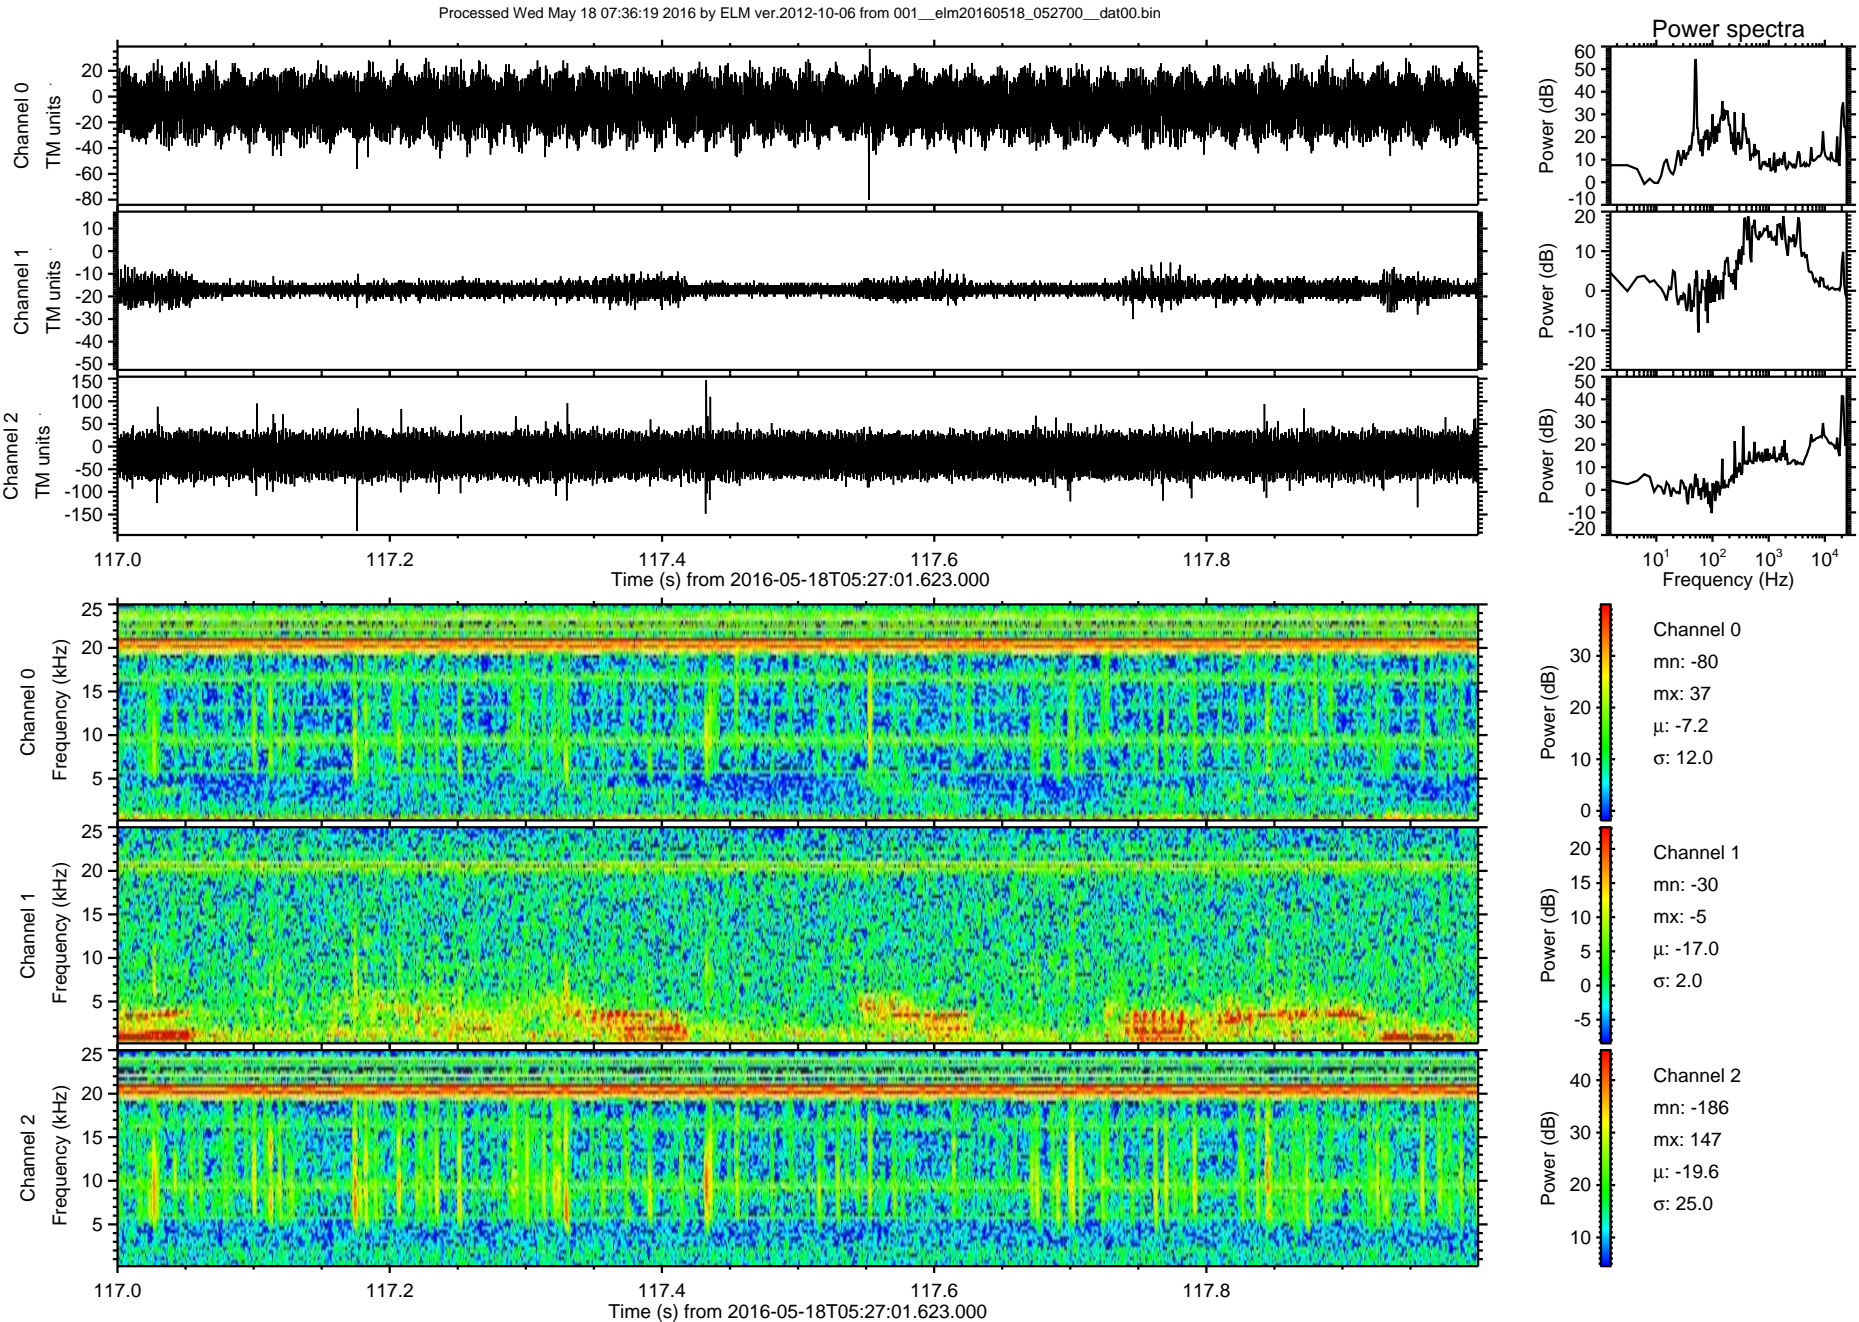 Processed Wed May 18 07:36:19 2016 by ELM ver.2012-10-06 from 001__elm20160518_052700__dat00.bin
Power spectra
Channel 0
TM units
20
0
-20
-40
-60
-80
Power (dB)
60
50
40
30
20
10
0
-10
Channel 1
TM units
10
0
-10
-20
-30
-40
-50
Power (dB)
20
10
0
-10
-20
Channel 2
TM units
150
100
50
0
-50
-100
-150
Power (dB)
50
40
30
20
10
0
-10
-20
117.0 117.2 117.4 117.6 117.8
Time (s) from 2016-05-18T05:27:01.623.000
10¹ 10² 10³ 10⁴
Frequency (Hz)
Channel 0
Frequency (kHz)
25
20
15
10
5
Power (dB)
30
20
10
0
Channel 0
mn: -80
mx: 37
µ: -7.2
σ: 12.0
Channel 1
Frequency (kHz)
25
20
15
10
5
Power (dB)
20
15
10
5
0
-5
Channel 1
mn: -30
mx: -5
µ: -17.0
σ: 2.0
Channel 2
Frequency (kHz)
25
20
15
10
5
Power (dB)
40
30
20
10
Channel 2
mn: -186
mx: 147
µ: -19.6
σ: 25.0
117.0 117.2 117.4 117.6 117.8
Time (s) from 2016-05-18T05:27:01.623.000